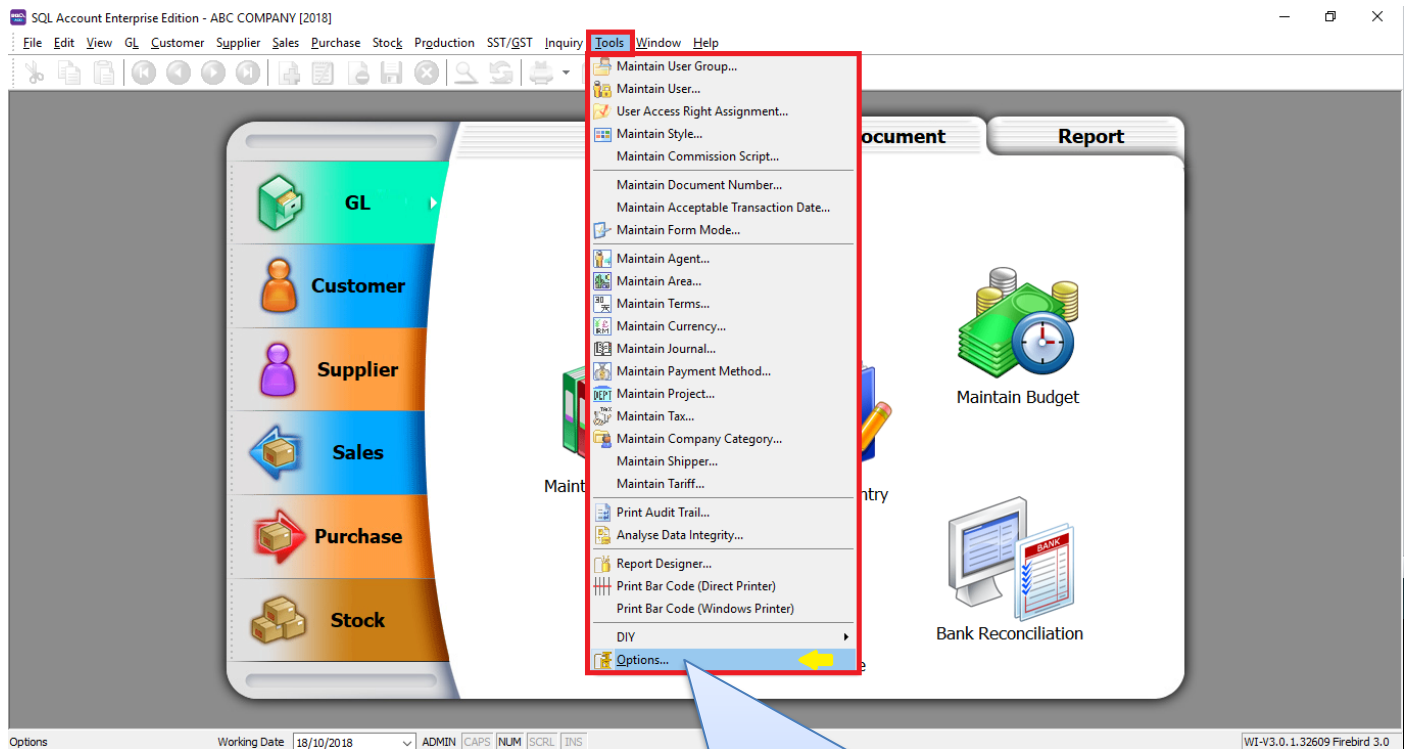 SQL Account Enterprise Edition - ABC COMPANY [2018]
File Edit View GL Customer Supplier Sales Purchase Stock Production SST/GST Inquiry Tools Window Help
Maintain User Group...
Maintain User...
User Access Right Assignment...
Maintain Style...
Maintain Commission Script...
Maintain Document Number...
Maintain Acceptable Transaction Date...
Maintain Form Mode...
Maintain Agent...
Maintain Area...
Maintain Terms...
Maintain Currency...
Maintain Journal...
Maintain Payment Method...
Maintain Project...
Maintain Tax...
Maintain Company Category...
Maintain Shipper...
Maintain Tariff...
Print Audit Trail...
Analyse Data Integrity...
Report Designer...
Print Bar Code (Direct Printer)
Print Bar Code (Windows Printer)
DIY
Options...
ocument
Report
GL
Customer
Supplier
Sales
Purchase
Stock
Maint
ntry
Maintain Budget
BANK
Bank Reconciliation
e
Options
Working Date 18/10/2018 ADMIN CAPS NUM SCRL INS
WI-V3.0.1.32609 Firebird 3.0